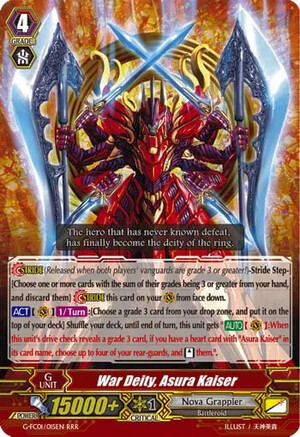 4
GRADE
The hero that has never known defeat,
has finally become the deity of the ring.
STRIDE (Released when both players' vanguards are grade 3 or greater!)-Stride Step-
[Choose one or more cards with the sum of their grades being 3 or greater from your hand,
and discard them] STRIDE this card on your (V) from face down.
ACT 1/Turn :[Choose a grade 3 card from your drop zone, and put it on the
top of your deck] Shuffle your deck, until end of turn, this unit gets " AUTO :When
this unit's drive check reveals a grade 3 card, if you have a heart card with "Asura Kaiser" in
its card name, choose up to four of your rear-guards, and [Stand] them."
G
UNIT
War Deity, Asura Kaiser
POWER
15000+
1
CRITICAL
Nova Grappler
Battleroid
G-FC01/015EN RRR
ILLUST / 天神英貴